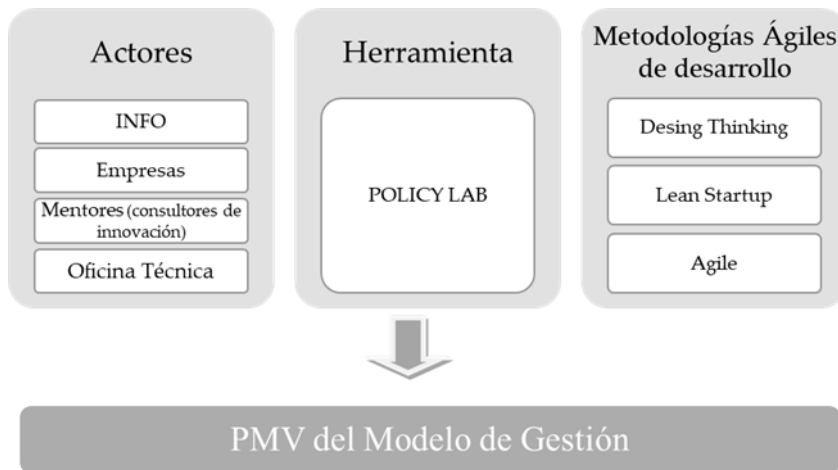 Actores
INFO
Empresas
Mentores (consultores de
innovación)
Oficina Técnica
Herramienta
POLICY LAB
Metodologías Ágiles
de desarrollo
Desing Thinking
Lean Startup
Agile
PMV del Modelo de Gestión